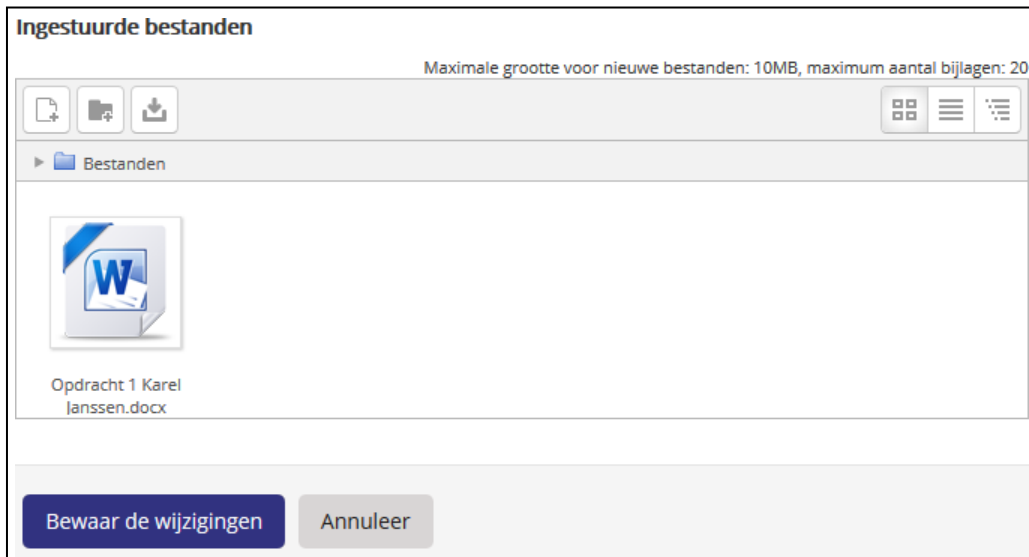 Ingestuurde bestanden
Maximale grootte voor nieuwe bestanden: 10MB, maximum aantal bijlagen: 20
Bestanden
W
Opdracht 1 Karel
Janssen.docx
Bewaar de wijzigingen Annuleer